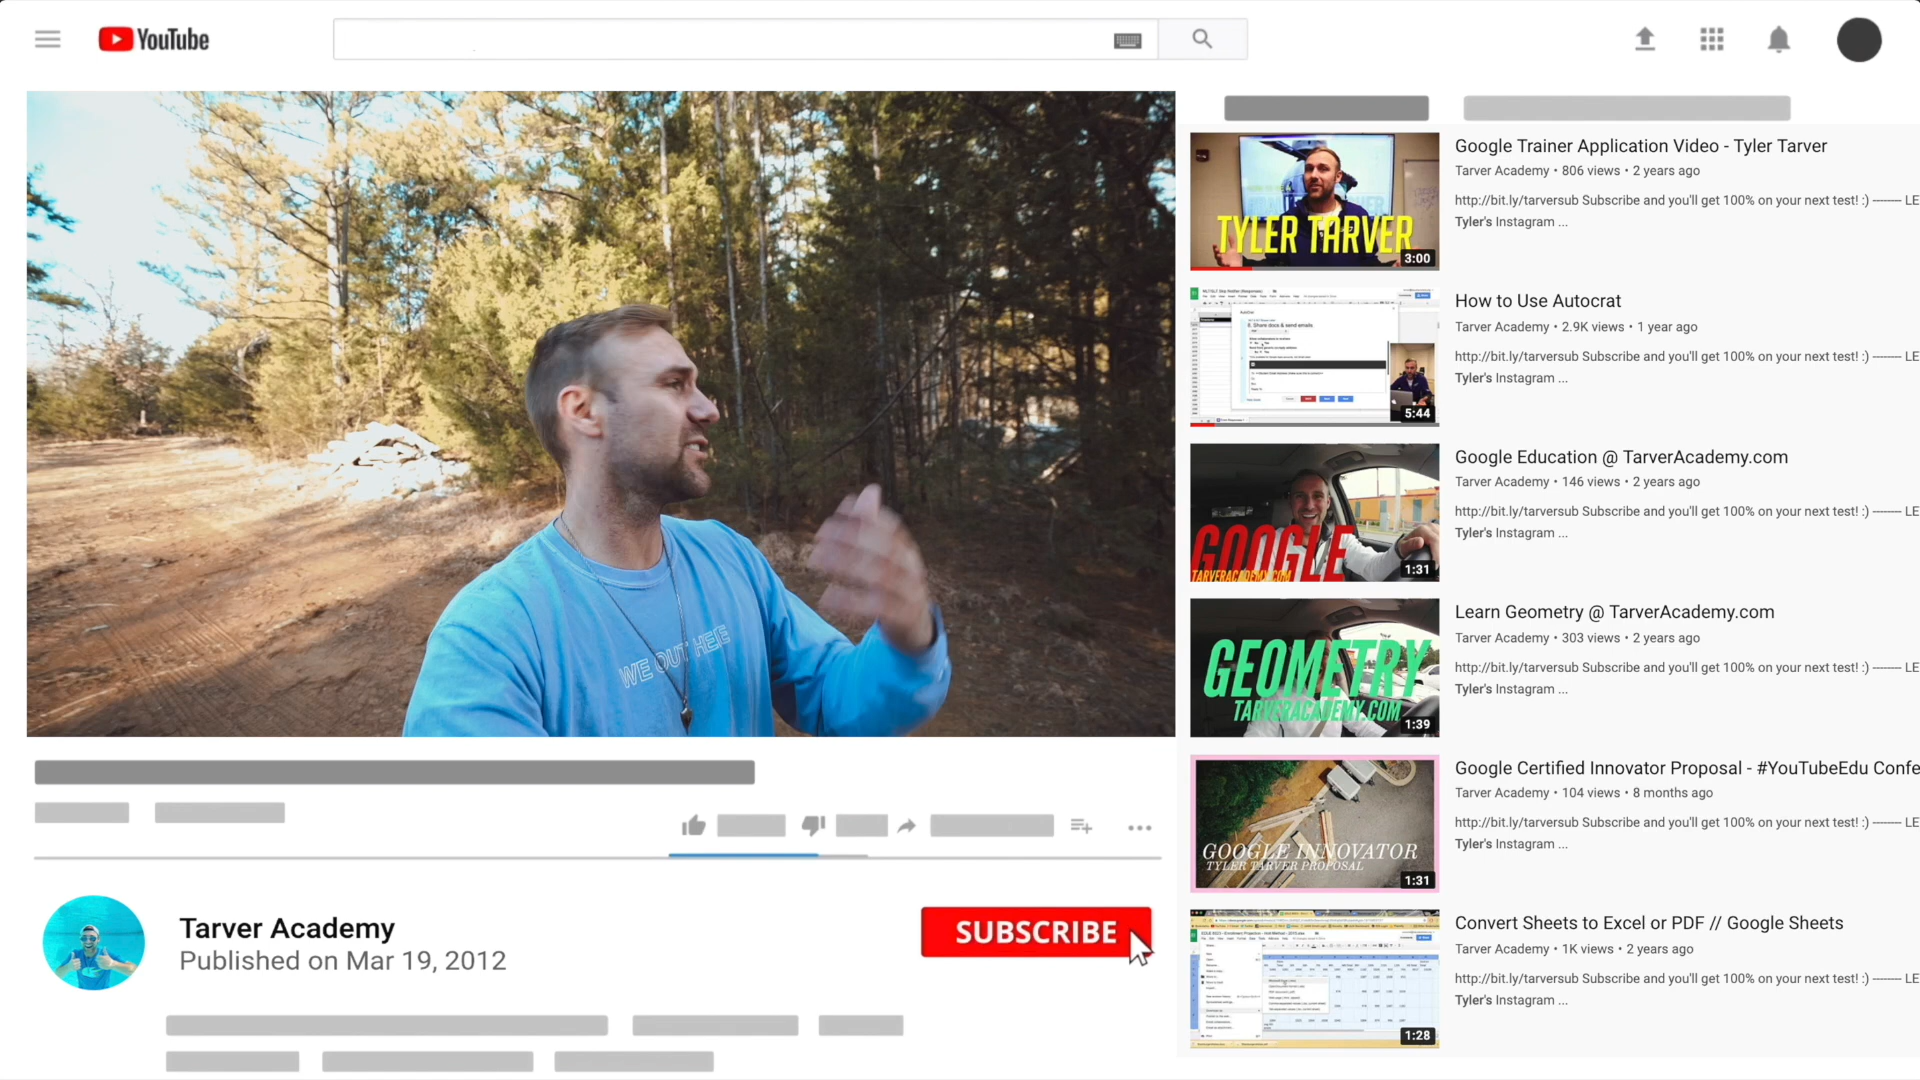 YouTube
WE OUT HERE
Tarver Academy
Published on Mar 19, 2012
SUBSCRIBE
TYLER TARVER
3:00
Google Trainer Application Video - Tyler Tarver
Tarver Academy • 806 views • 2 years ago
http://bit.ly/tarversub Subscribe and you'll get 100% on your next test! :) -------- LE
Tyler's Instagram ...
8. Share docs & send emails
5:44
How to Use Autocrat
Tarver Academy • 2.9K views • 1 year ago
http://bit.ly/tarversub Subscribe and you'll get 100% on your next test! :) -------- LE
Tyler's Instagram ...
GOOGLE
TARVERACADEMY.COM
1:31
Google Education @ TarverAcademy.com
Tarver Academy • 146 views • 2 years ago
http://bit.ly/tarversub Subscribe and you'll get 100% on your next test! :) -------- LE
Tyler's Instagram ...
GEOMETRY
TARVERACADEMY.COM
1:39
Learn Geometry @ TarverAcademy.com
Tarver Academy • 303 views • 2 years ago
http://bit.ly/tarversub Subscribe and you'll get 100% on your next test! :) -------- LE
Tyler's Instagram ...
GOOGLE INNOVATOR
TYLER TARVER PROPOSAL
1:31
Google Certified Innovator Proposal - #YouTubeEdu Confe
Tarver Academy • 104 views • 8 months ago
http://bit.ly/tarversub Subscribe and you'll get 100% on your next test! :) -------- LE
Tyler's Instagram ...
1:28
Convert Sheets to Excel or PDF // Google Sheets
Tarver Academy • 1K views • 2 years ago
http://bit.ly/tarversub Subscribe and you'll get 100% on your next test! :) -------- LE
Tyler's Instagram ...